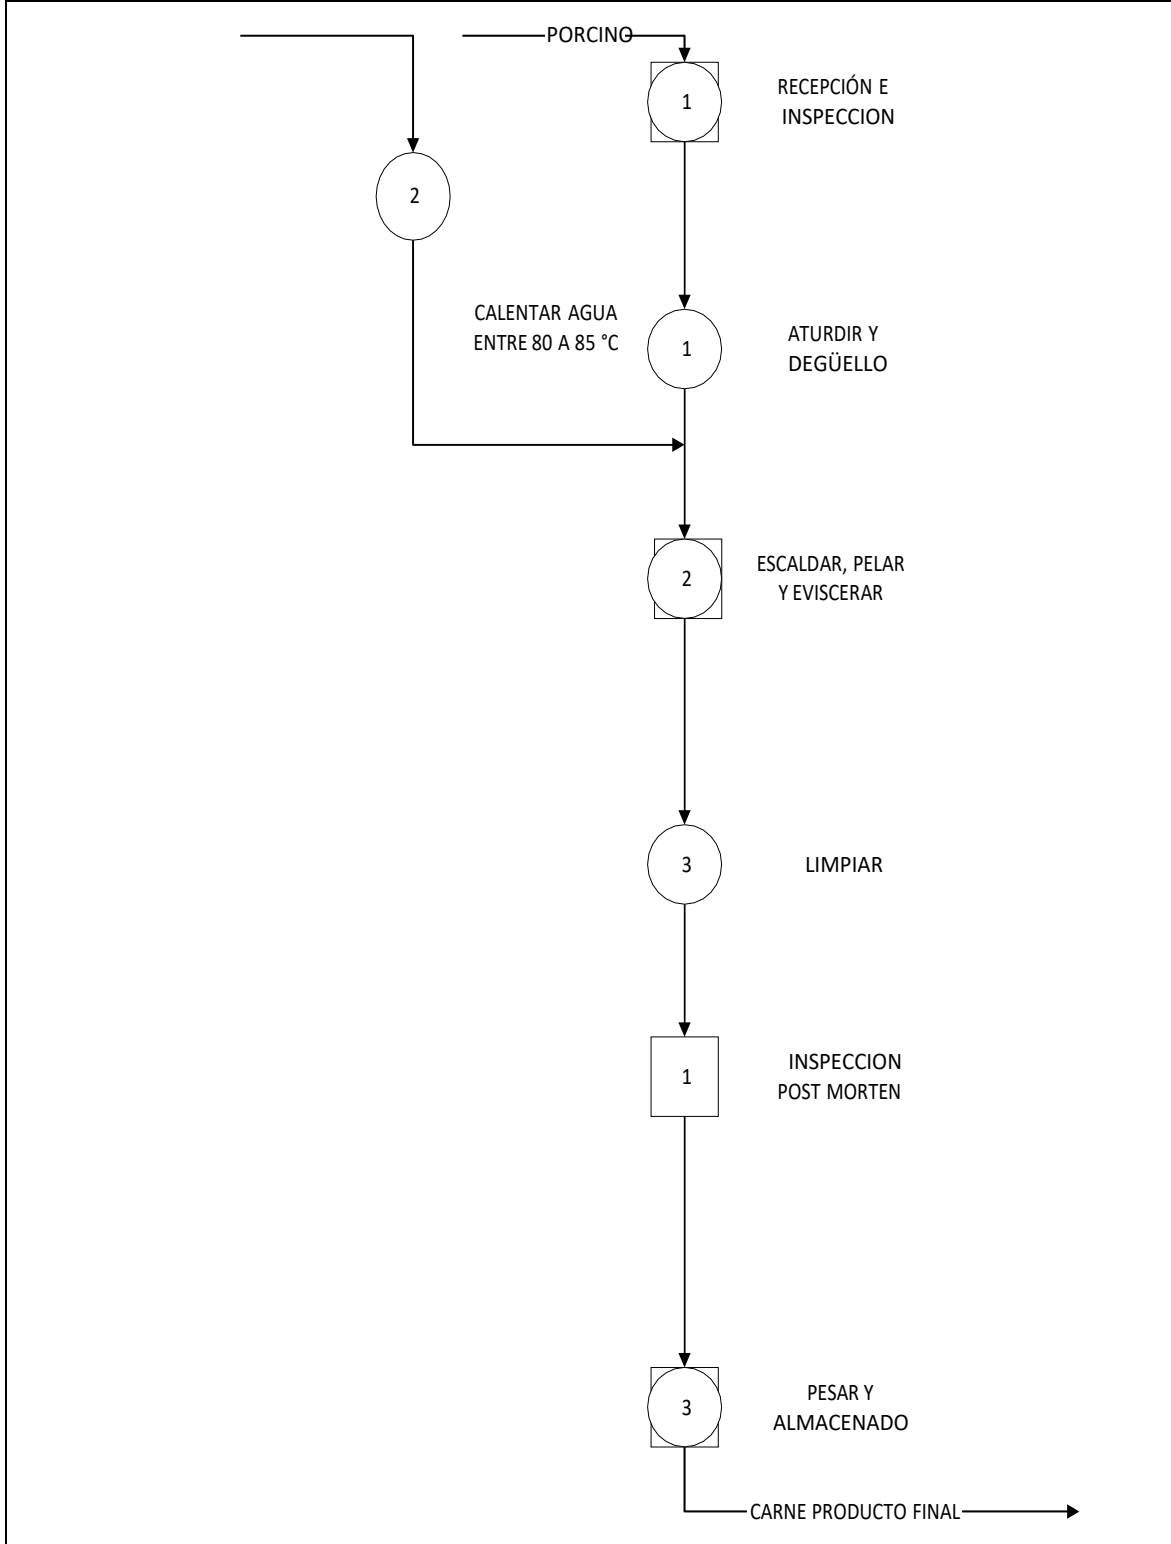 PORCINO
1
RECEPCIÓN E
INSPECCION
2
CALENTAR AGUA
ENTRE 80 A 85 °C
1
ATURDIR Y
DEGÜELLO
2
ESCALDAR, PELAR
Y EVISCERAR
3
LIMPIAR
1
INSPECCION
POST MORTEN
3
PESAR Y
ALMACENADO
CARNE PRODUCTO FINAL